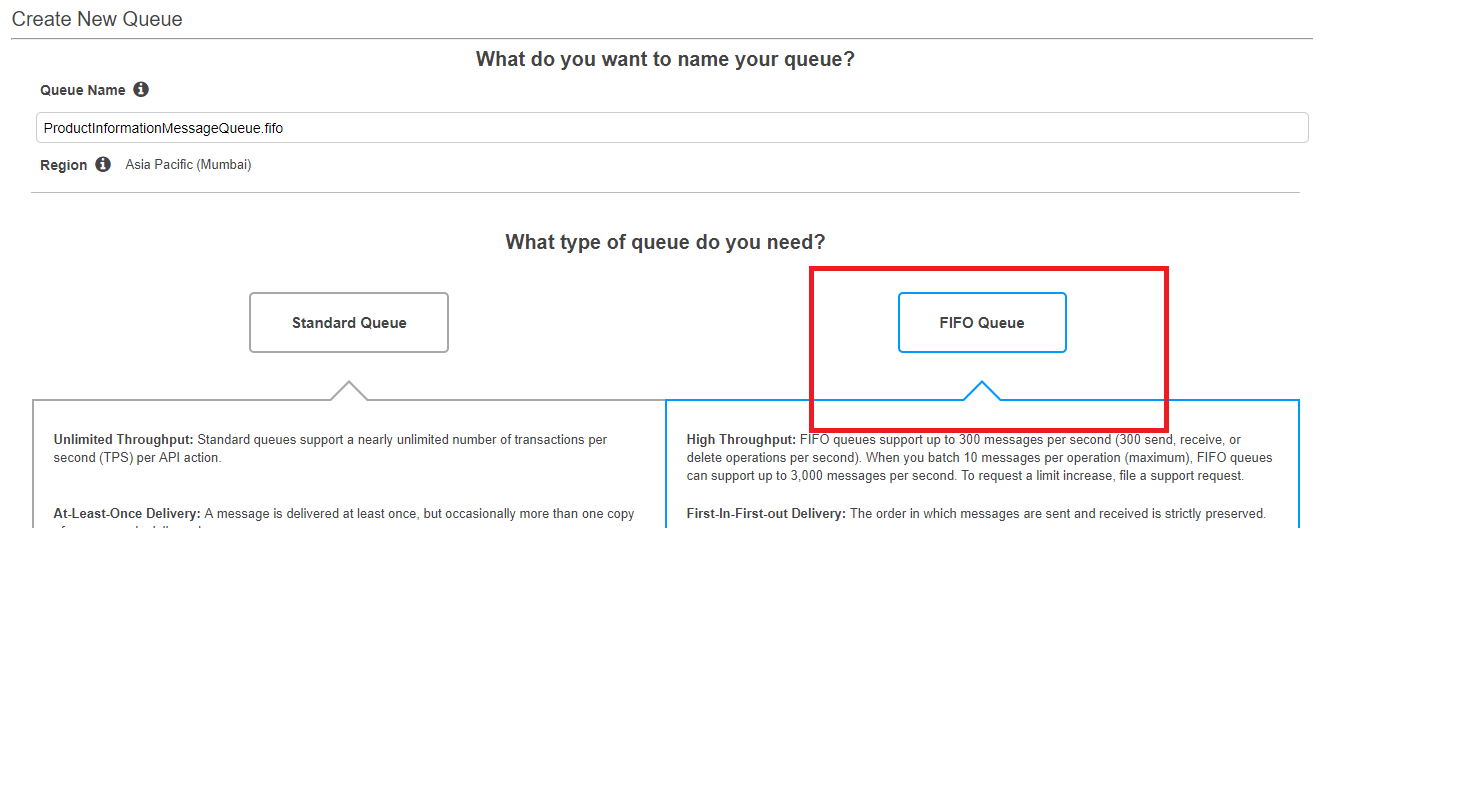 Create New Queue
What do you want to name your queue?
Queue Name
ProductInformationMessageQueue.fifo
Region Asia Pacific (Mumbai)
What type of queue do you need?
Standard Queue
FIFO Queue
Unlimited Throughput: Standard queues support a nearly unlimited number of transactions per
second (TPS) per API action.
At-Least-Once Delivery: A message is delivered at least once, but occasionally more than one copy
High Throughput: FIFO queues support up to 300 messages per second (300 send, receive, or
delete operations per second). When you batch 10 messages per operation (maximum), FIFO queues
can support up to 3,000 messages per second. To request a limit increase, file a support request.
First-In-First-out Delivery: The order in which messages are sent and received is strictly preserved.